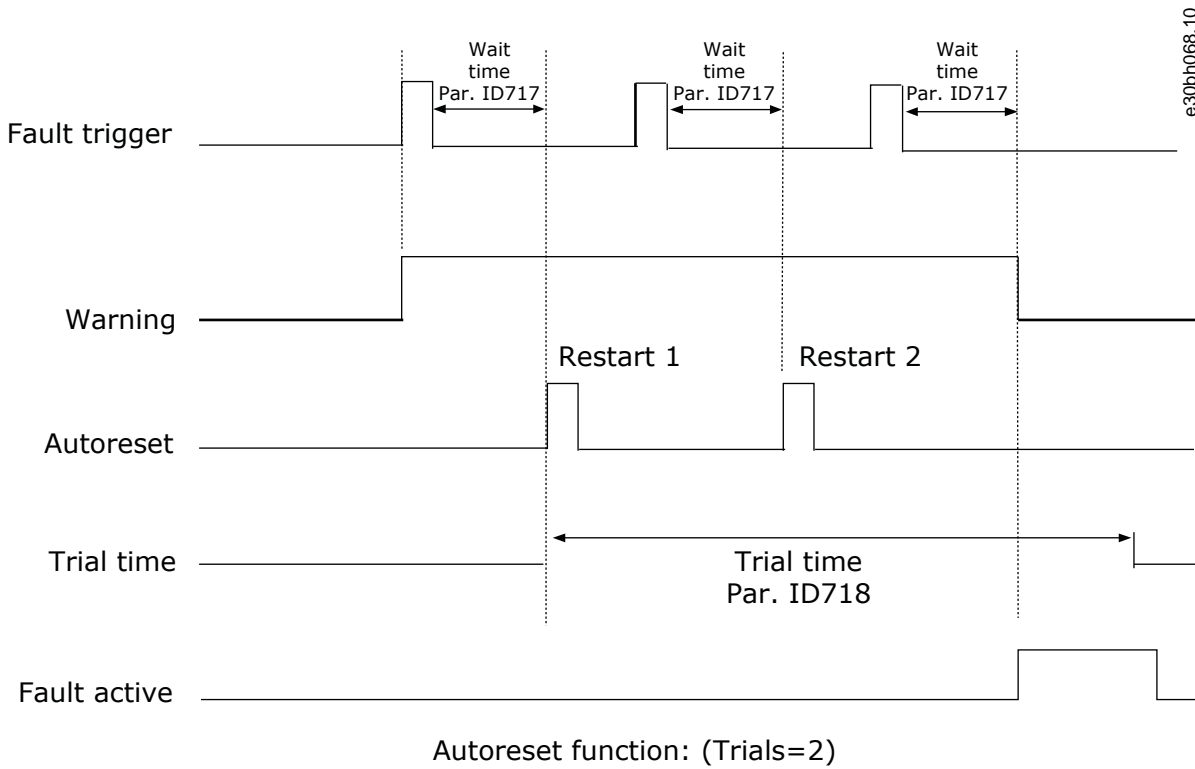 e30bh068.10
Wait
time
Par. ID717
Wait
time
Par. ID717
Wait
time
Par. ID717
Fault trigger
Warning
Restart 1
Restart 2
Autoreset
Trial time
Trial time
Par. ID718
Fault active
Autoreset function: (Trials=2)